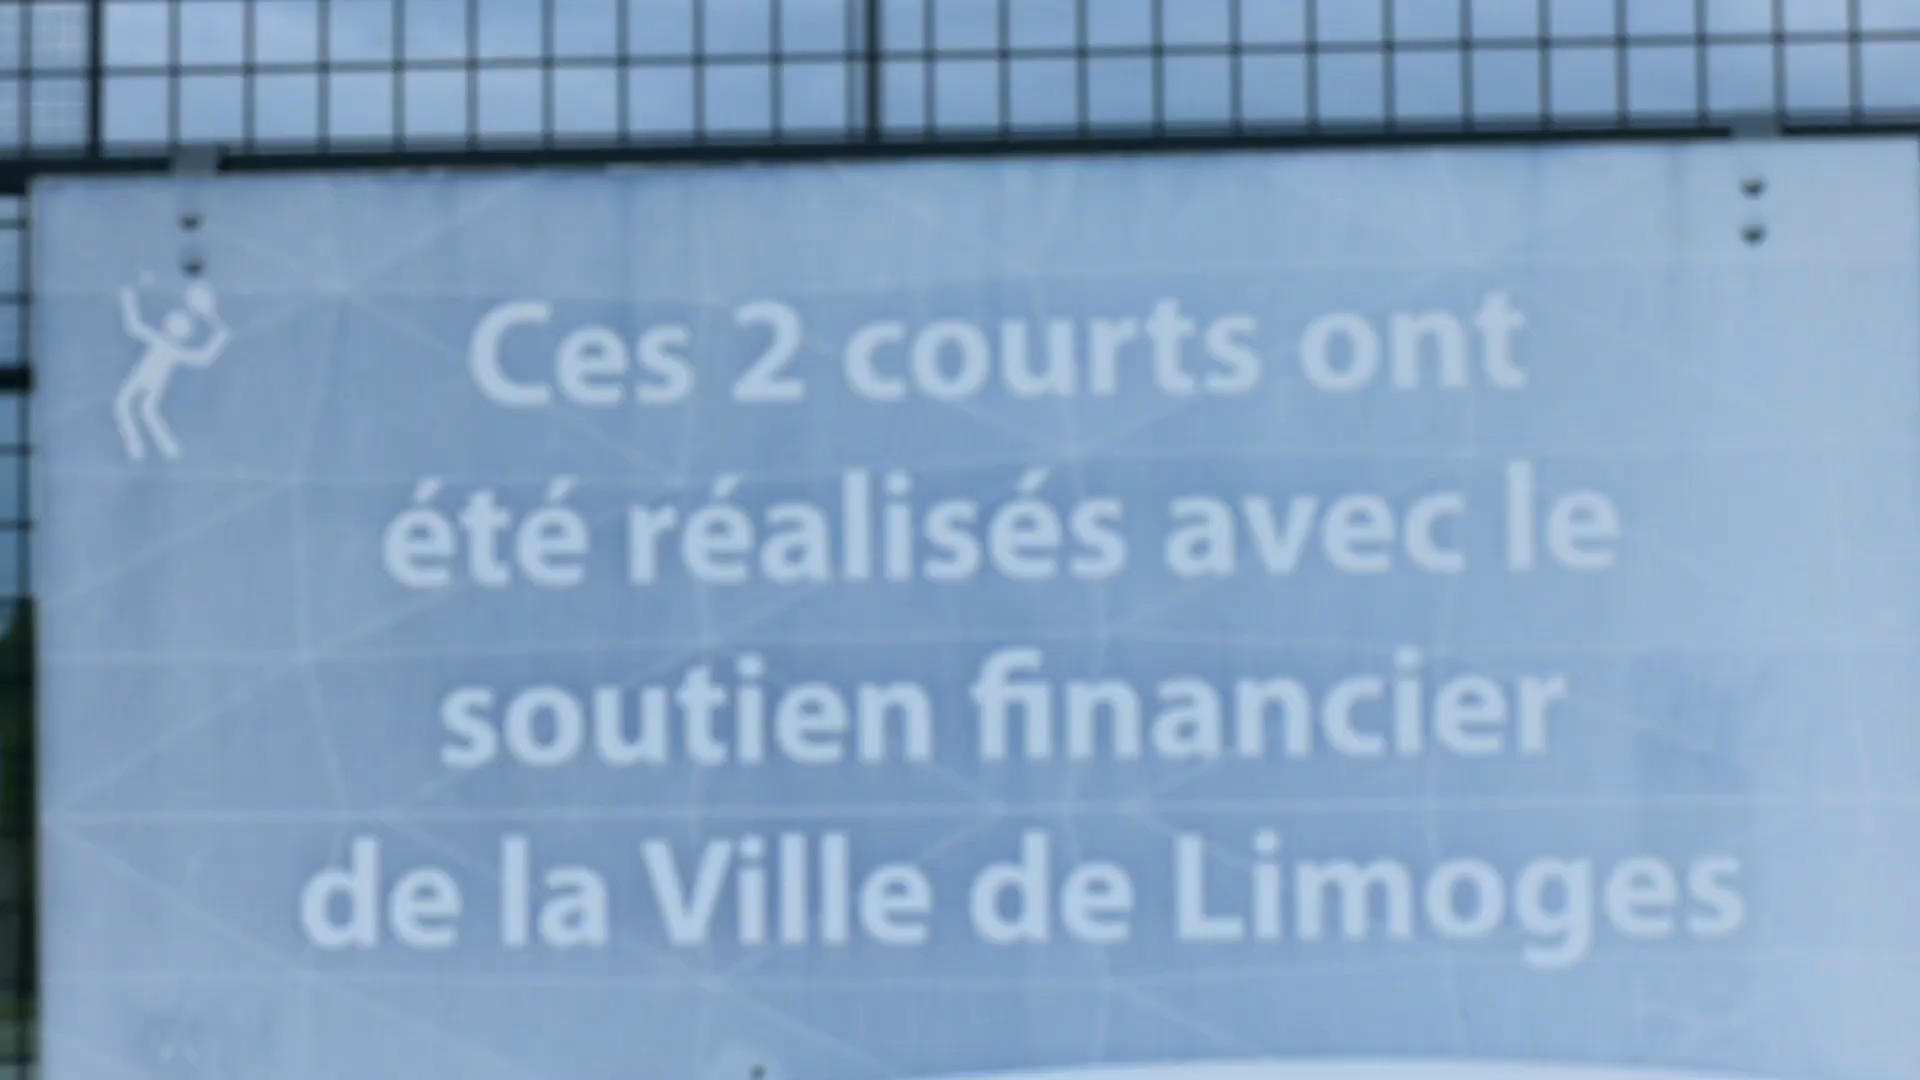 Ces 2 courts ont
été réalisés avec le
soutien financier
de la Ville de Limoges